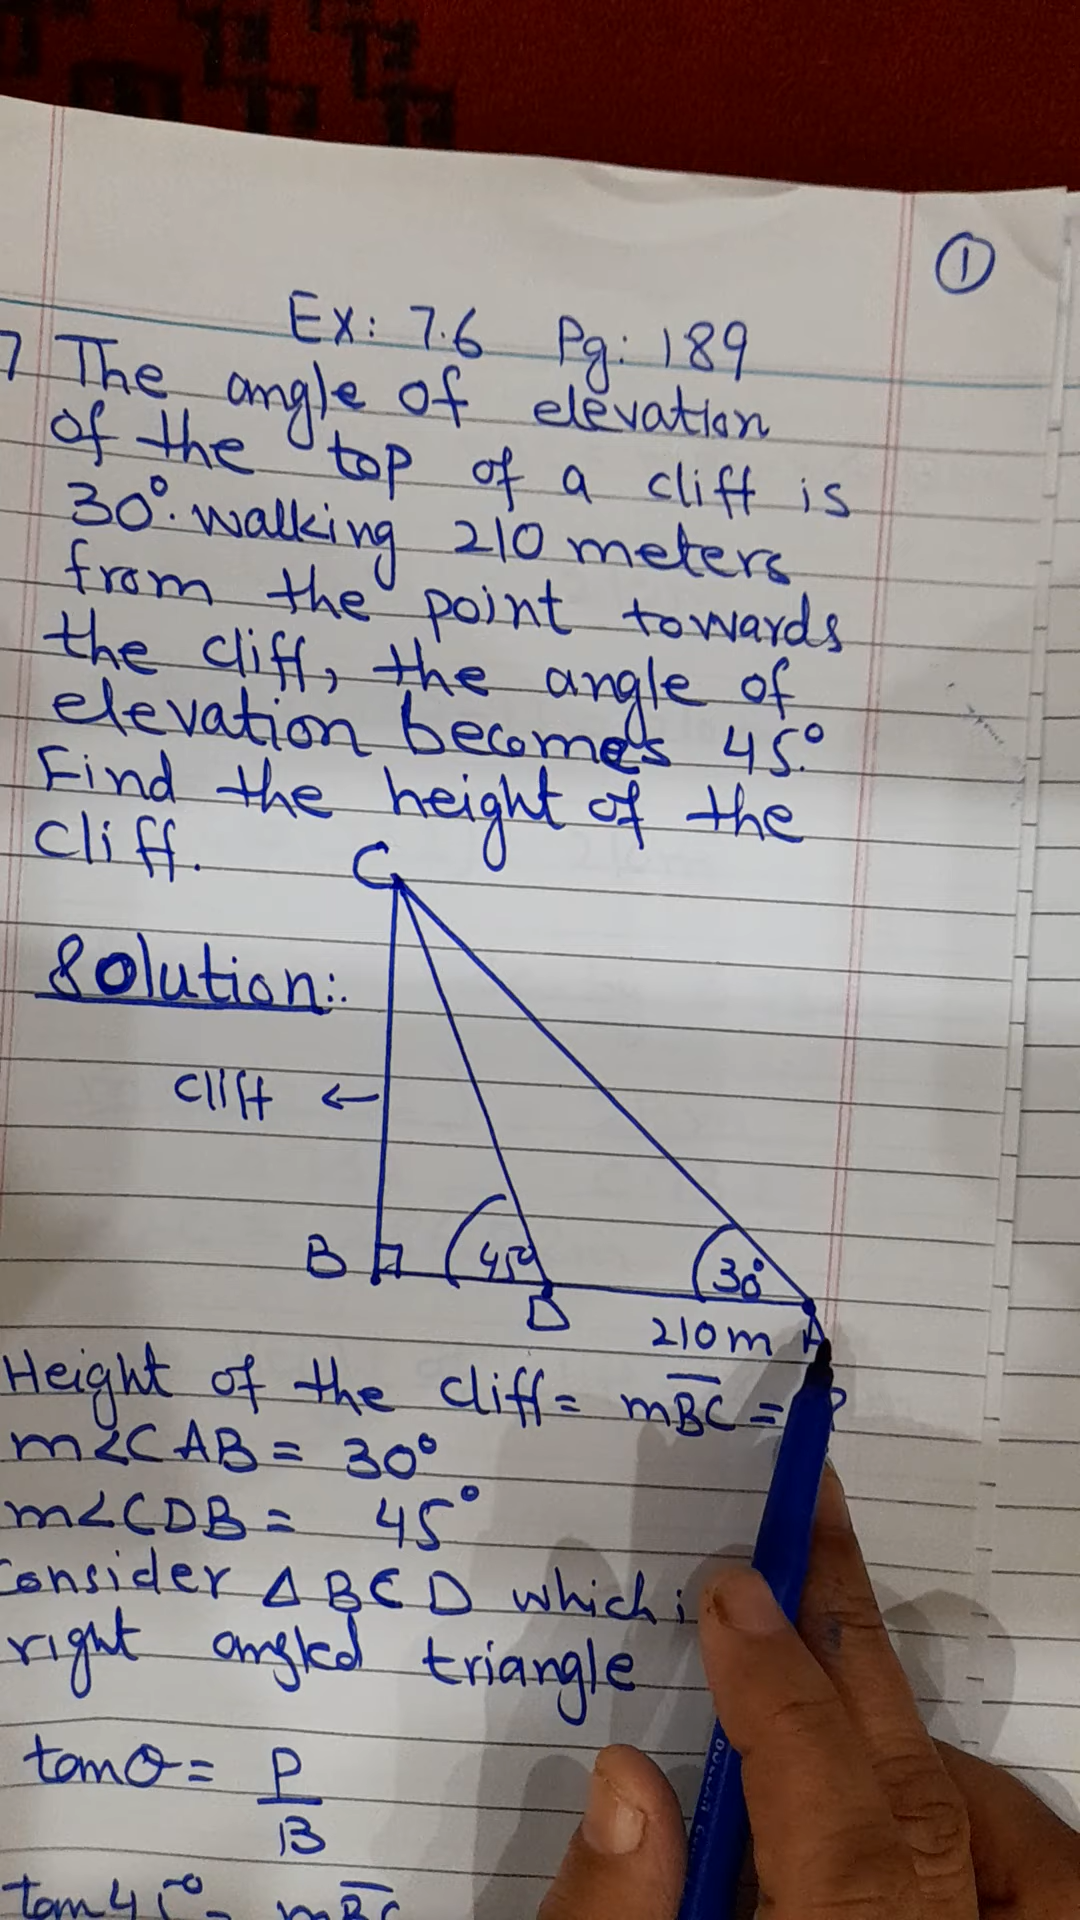 ①
Ex: 7.6 Pg: 189
7 The angle of elevation
of the top of a cliff is
30°. walking 210 meters
from the point towards
the cliff, the angle of
elevation becomes 45.°
Find the height of the
cliff.
C
Solution:.
cliff ←
B 45° 30°
D 210m A
Height of the cliff = mBC = ?
m∠CAB = 30°
m∠CDB = 45°
Consider △BCD which i
right angled triangle
tanθ = P/B
tan45° = mBC